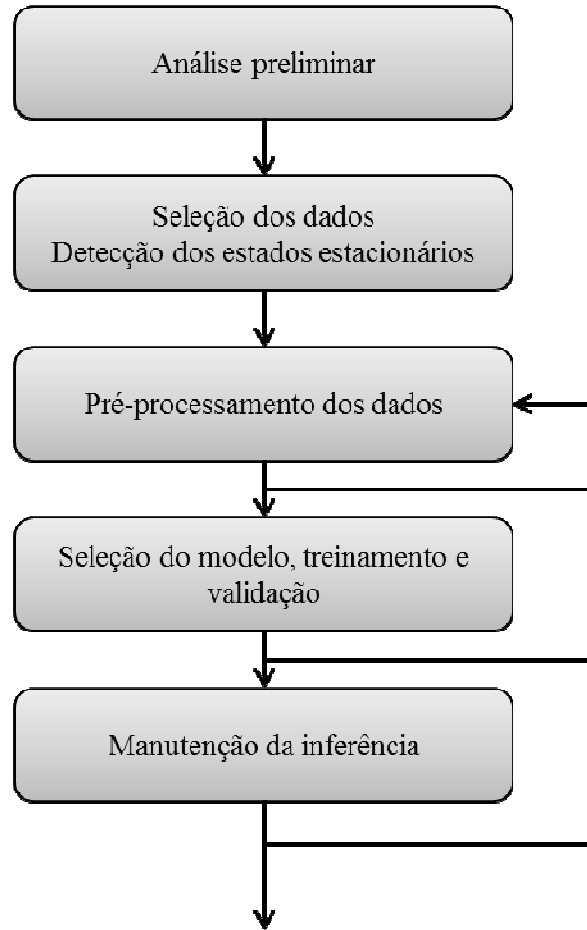 Análise preliminar
Seleção dos dados
Detecção dos estados estacionários
Pré-processamento dos dados
Seleção do modelo, treinamento e
validação
Manutenção da inferência